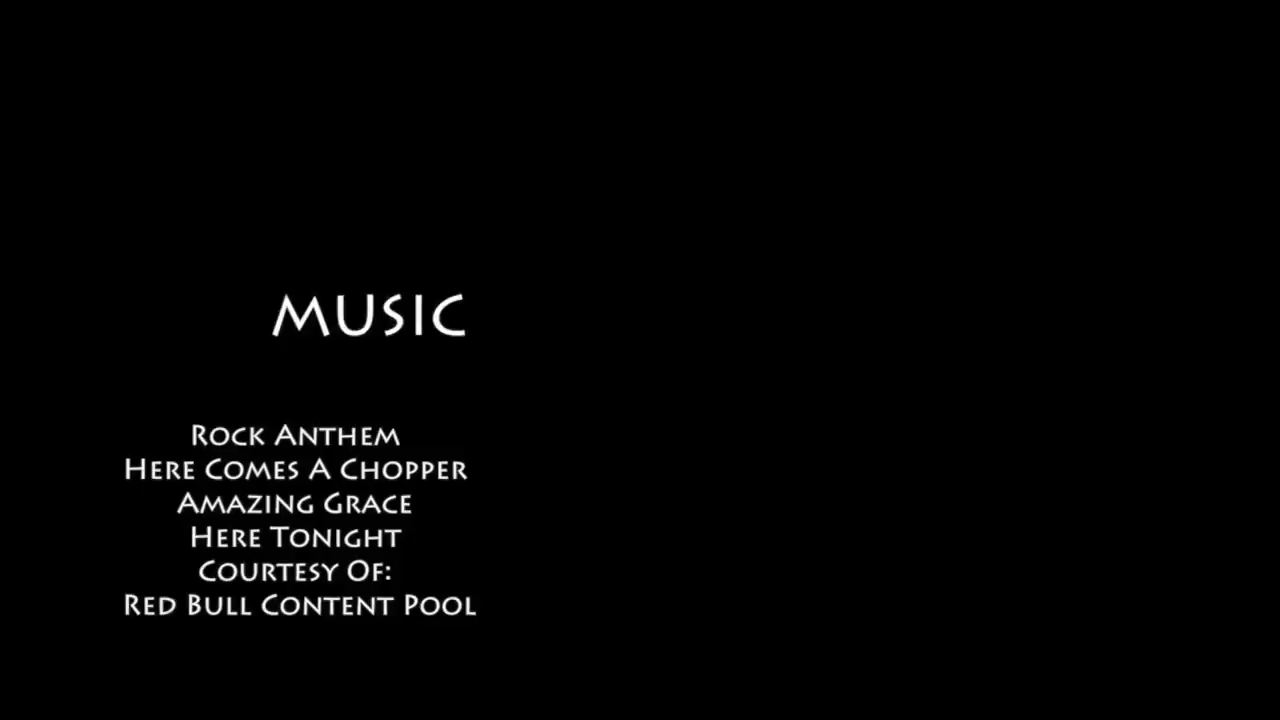 MUSIC
Rock Anthem
Here Comes A Chopper
Amazing Grace
Here Tonight
Courtesy Of:
Red Bull Content Pool